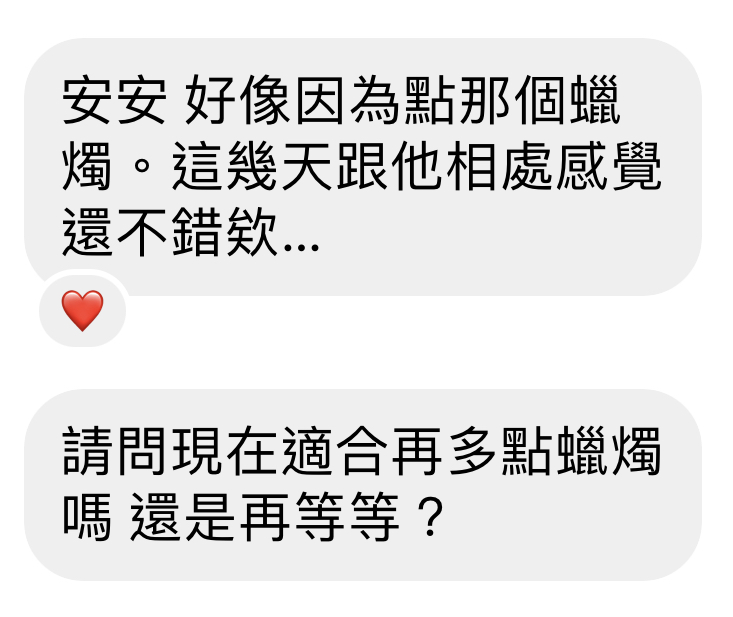 安安 好像因為點那個蠟
燭。這幾天跟他相處感覺
還不錯欸...
請問現在適合再多點蠟燭
嗎 還是再等等？